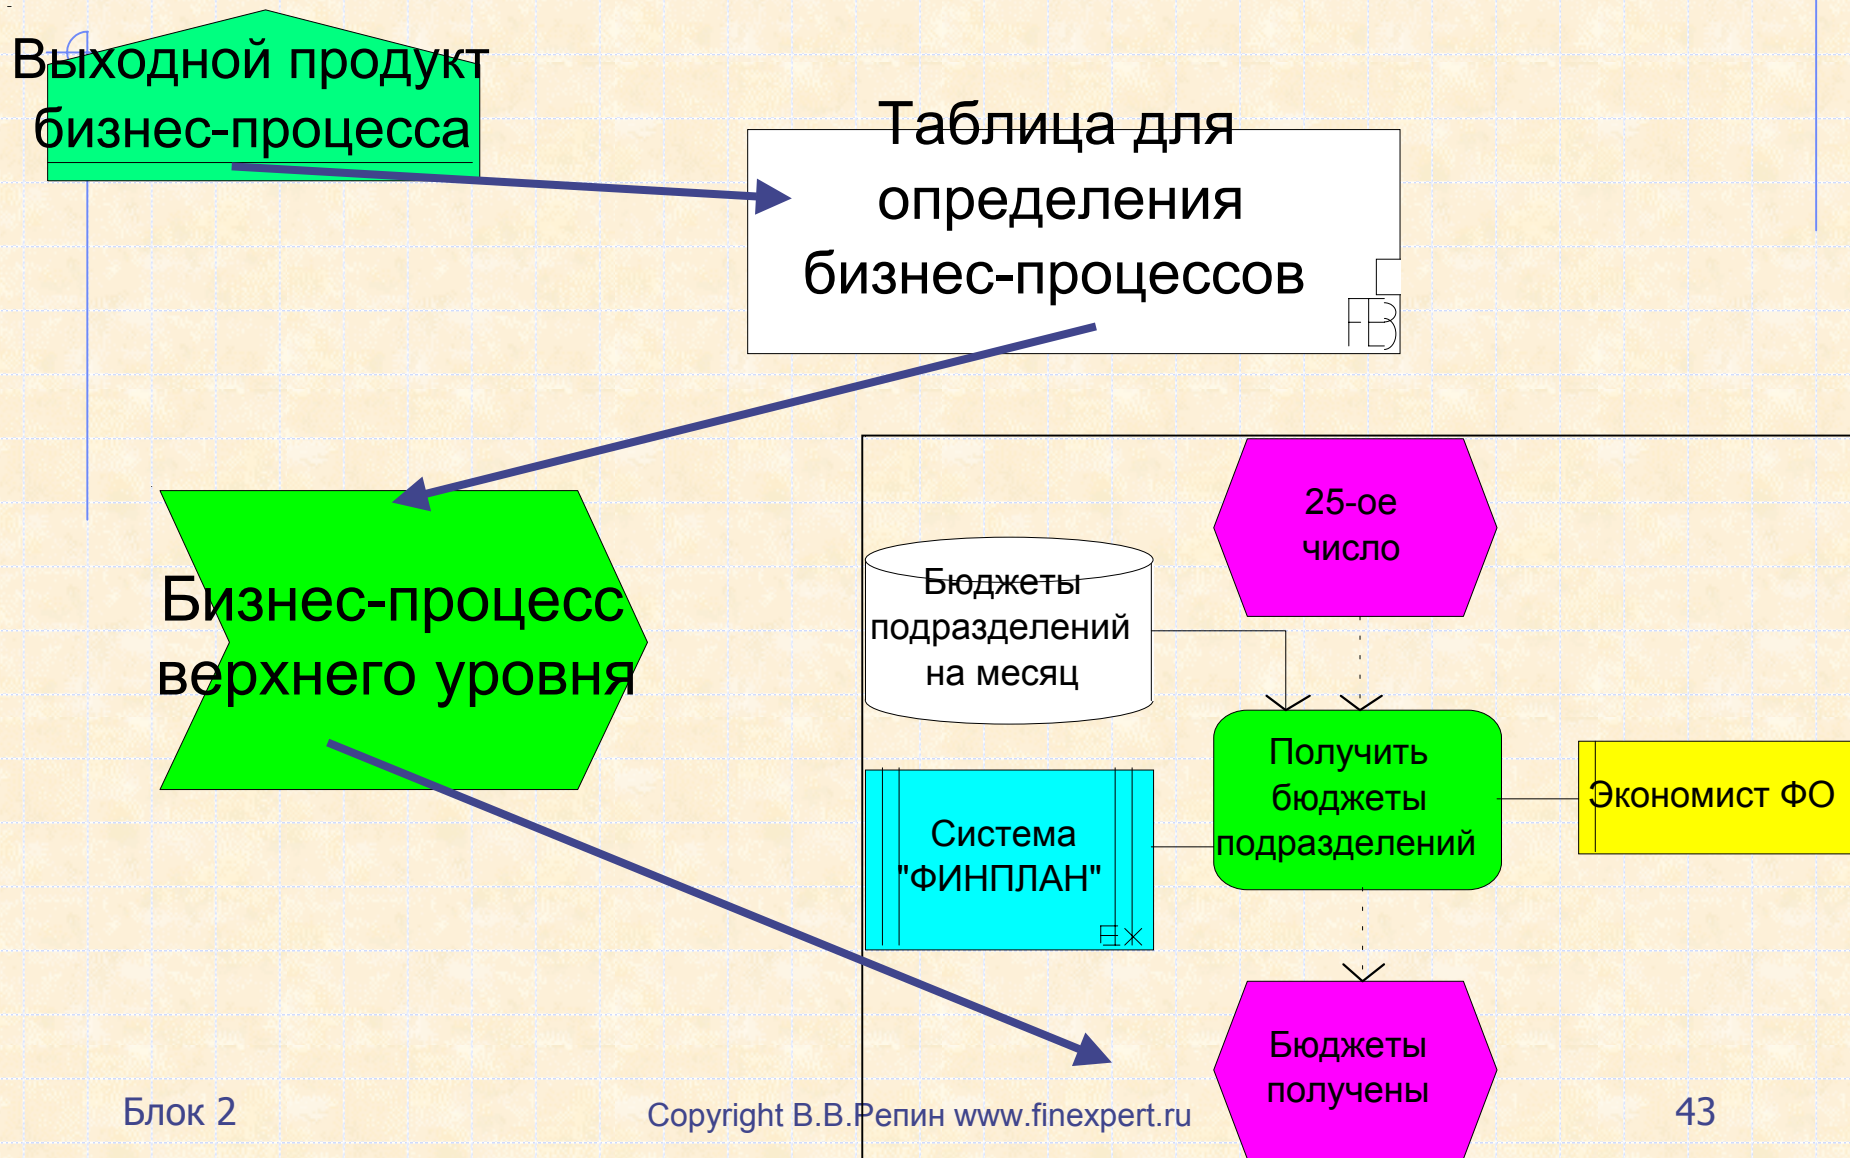 Выходной продукт
бизнес-процесса
Таблица для
определения
бизнес-процессов
FB
Бизнес-процесс
верхнего уровня
25-ое
число
Бюджеты
подразделений
на месяц
Получить
бюджеты
подразделений
Экономист ФО
Система
"ФИНПЛАН"
EX
Бюджеты
получены
Блок 2
Copyright В.В.Репин www.finexpert.ru
43